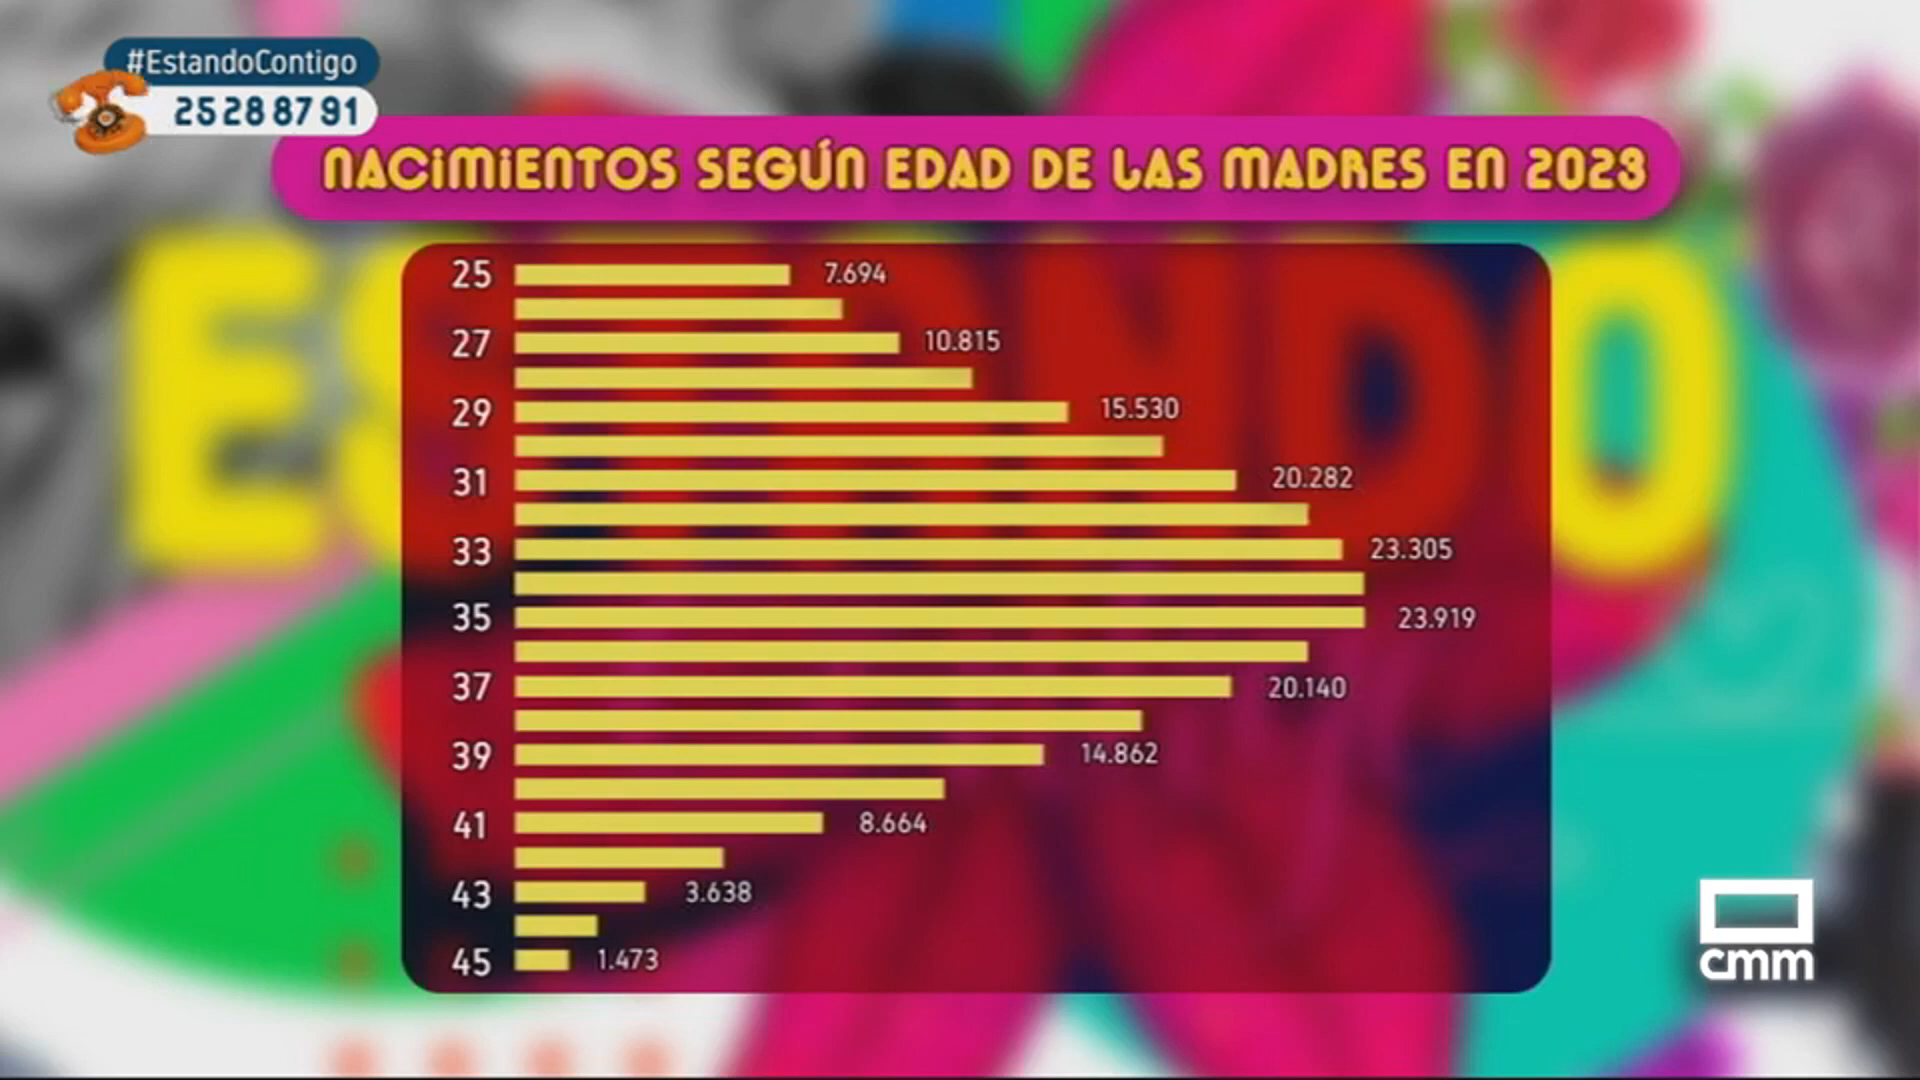 #EstandoContigo
25 28 87 91
NACIMIENTOS SEGÚN EDAD DE LAS MADRES EN 2023
ESTANDO
25 7.694
27 10.815
29 15.530
31 20.282
33 23.305
35 23.919
37 20.140
39 14.862
41 8.664
43 3.638
45 1.473
cmm